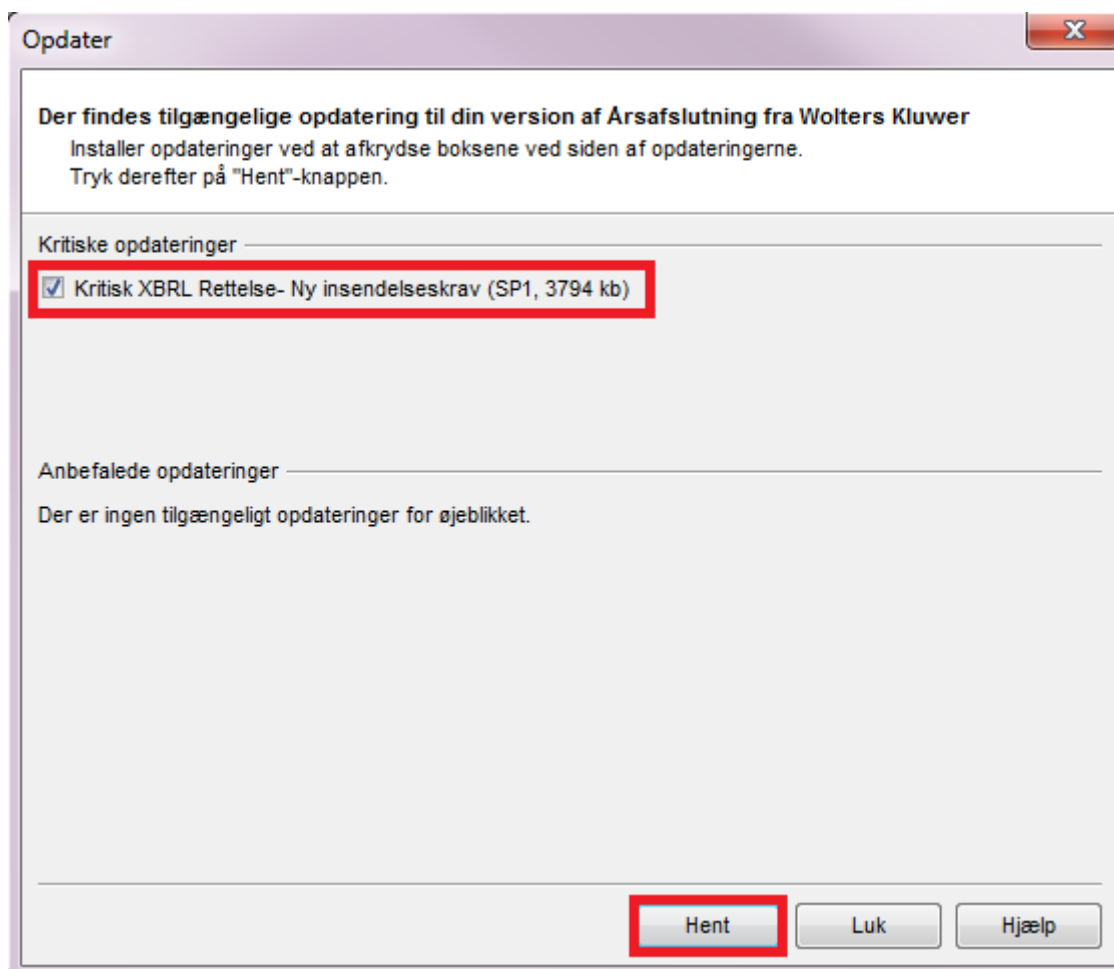 Opdater
Der findes tilgængelige opdatering til din version af Årsafslutning fra Wolters Kluwer
Installer opdateringer ved at afkrydse boksene ved siden af opdateringerne.
Tryk derefter på "Hent"-knappen.
Kritiske opdateringer
Kritisk XBRL Rettelse- Ny insendelseskrav (SP1, 3794 kb)
Anbefalede opdateringer
Der er ingen tilgængeligt opdateringer for øjeblikket.
Hent Luk Hjælp